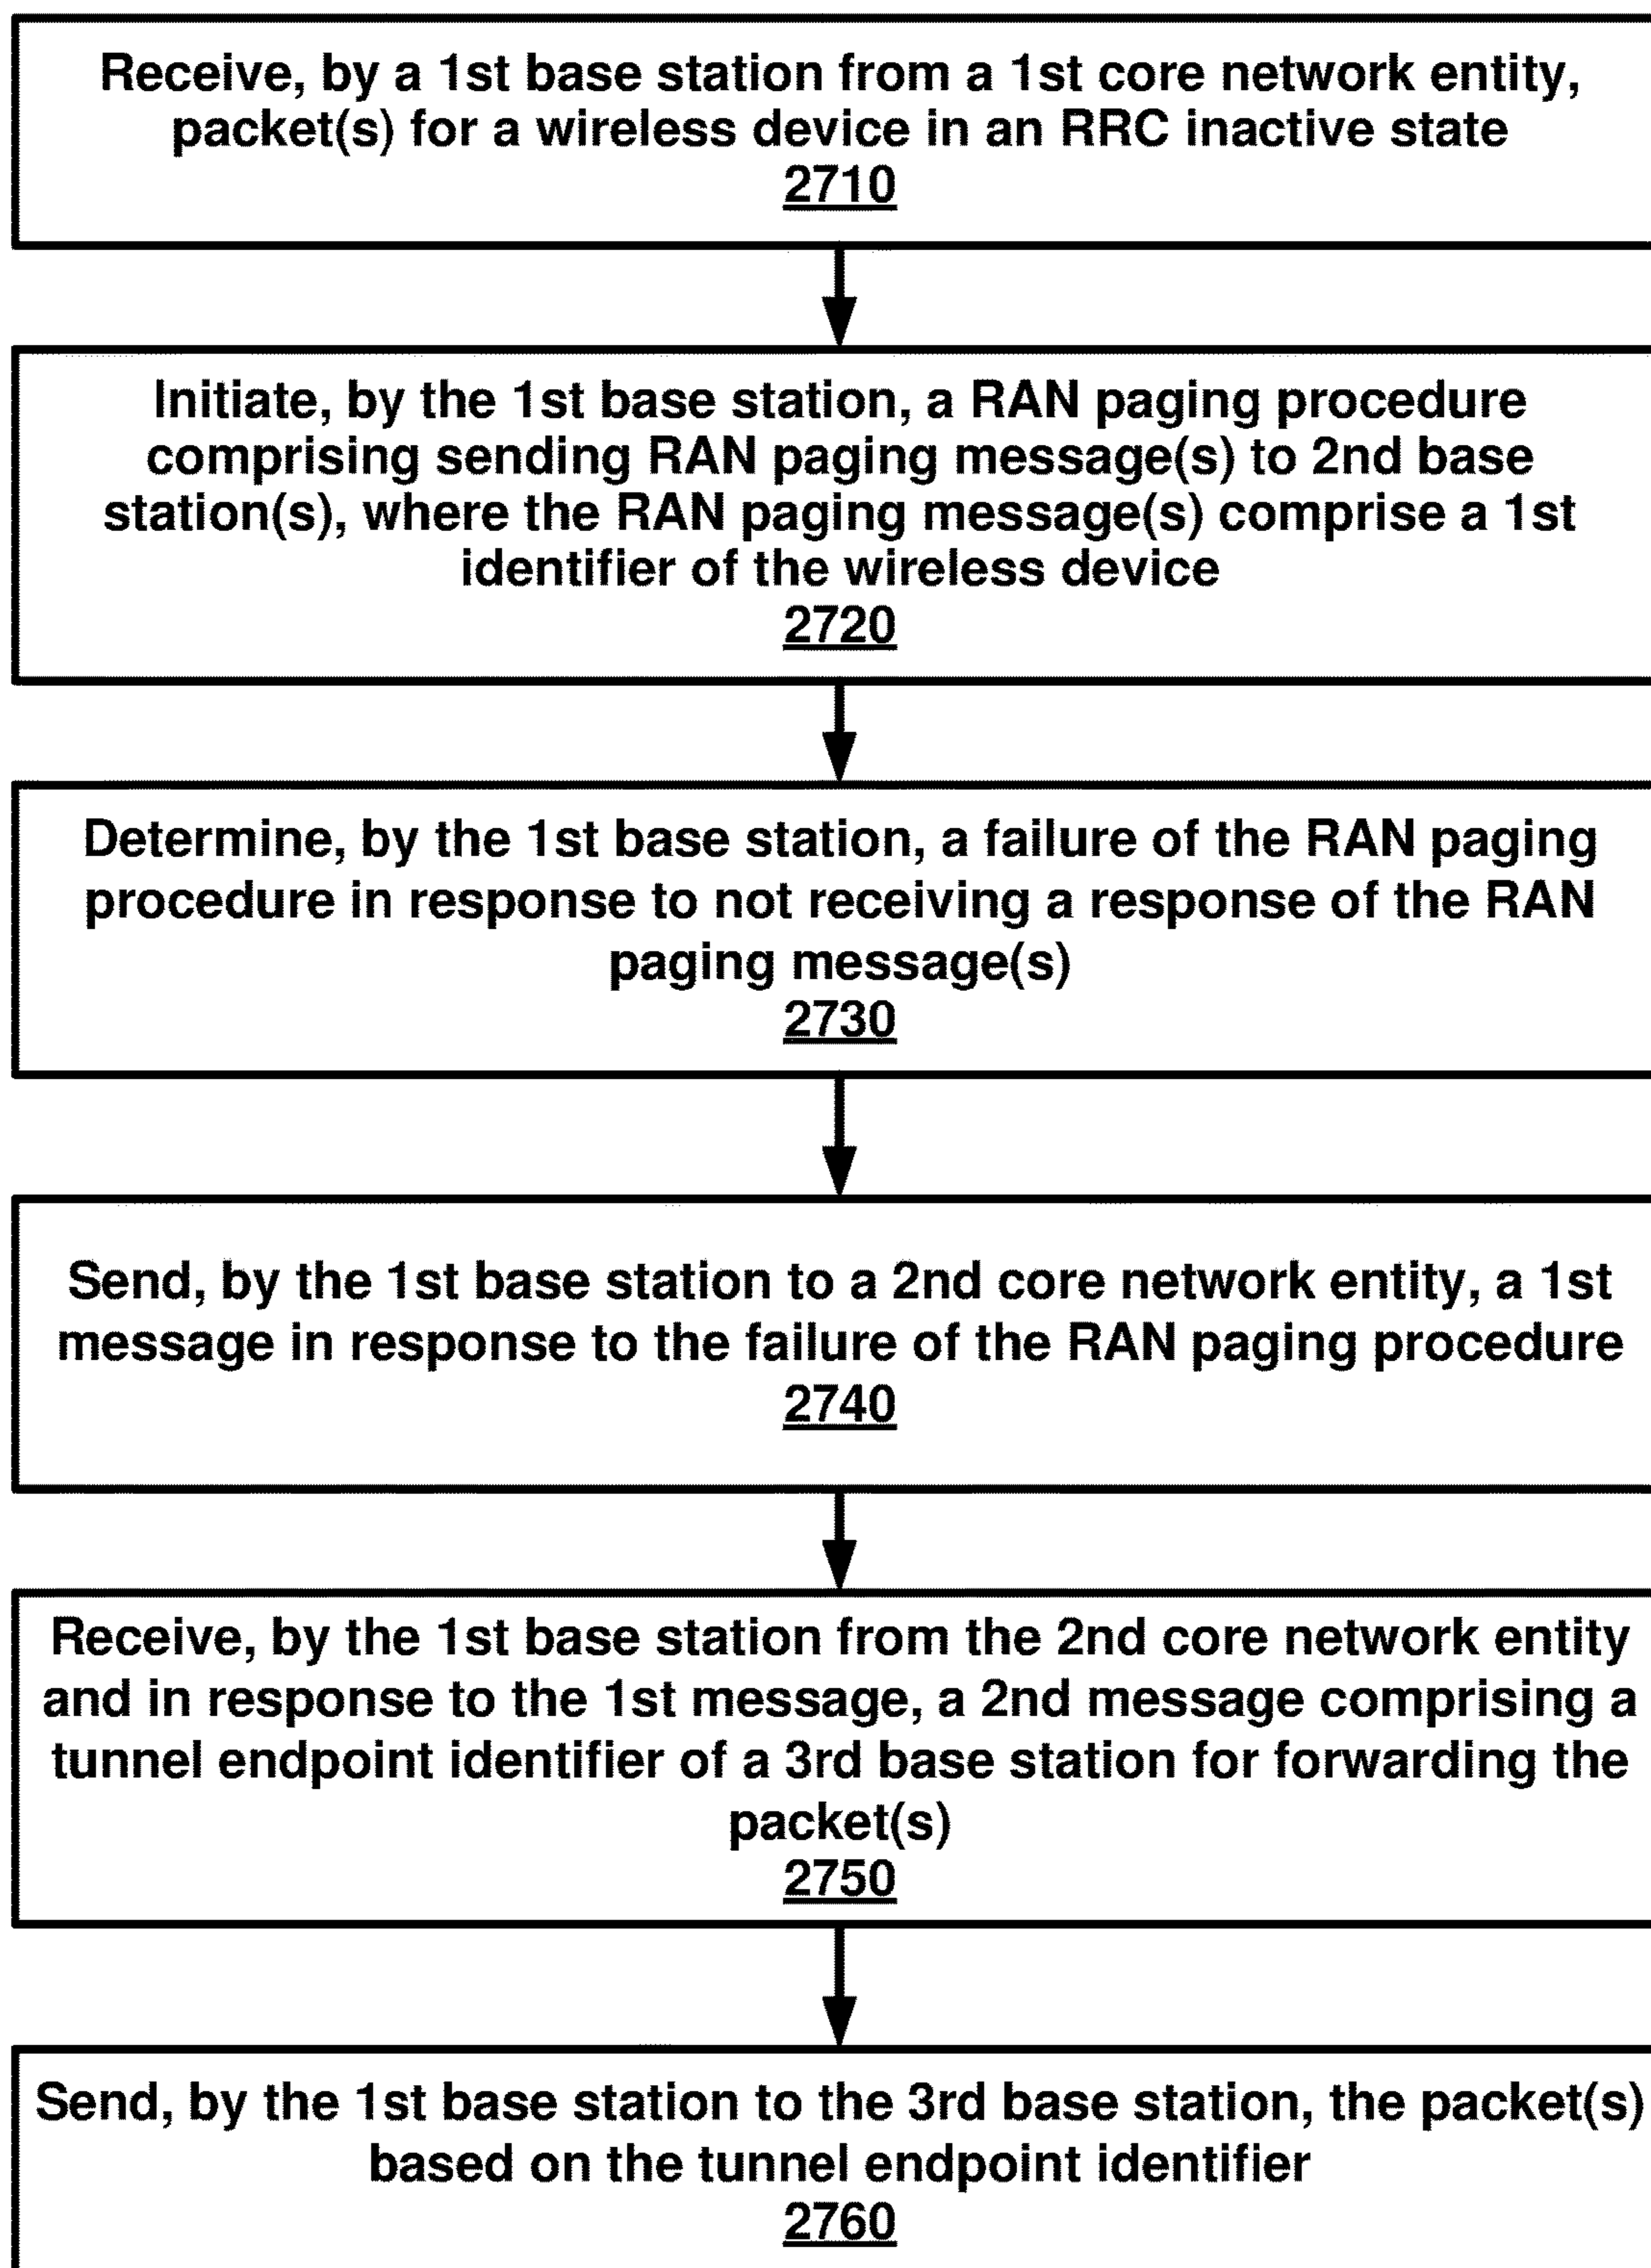 Receive, by a 1st base station from a 1st core network entity,
packet(s) for a wireless device in an RRC inactive state
2710
Initiate, by the 1st base station, a RAN paging procedure
comprising sending RAN paging message(s) to 2nd base
station(s), where the RAN paging message(s) comprise a 1st
identifier of the wireless device
2720
Determine, by the 1st base station, a failure of the RAN paging
procedure in response to not receiving a response of the RAN
paging message(s)
2730
Send, by the 1st base station to a 2nd core network entity, a 1st
message in response to the failure of the RAN paging procedure
2740
Receive, by the 1st base station from the 2nd core network entity
and in response to the 1st message, a 2nd message comprising a
tunnel endpoint identifier of a 3rd base station for forwarding the
packet(s)
2750
Send, by the 1st base station to the 3rd base station, the packet(s)
based on the tunnel endpoint identifier
2760